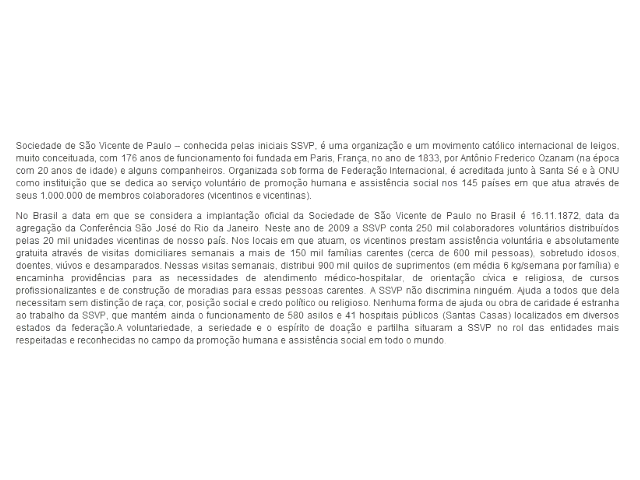 Sociedade de São Vicente de Paulo – conhecida pelas iniciais SSVP, é uma organização e um movimento católico internacional de leigos,
muito conceituada, com 176 anos de funcionamento foi fundada em Paris, França, no ano de 1833, por Antônio Frederico Ozanam (na época
com 20 anos de idade) e alguns companheiros. Organizada sob forma de Federação Internacional, é acreditada junto à Santa Sé e à ONU
como instituição que se dedica ao serviço voluntário de promoção humana e assistência social nos 145 países em que atua através de
seus 1.000.000 de membros colaboradores (vicentinos e vicentinas).
No Brasil a data em que se considera a implantação oficial da Sociedade de São Vicente de Paulo no Brasil é 16.11.1872, data da
agregação da Conferência São José do Rio da Janeiro. Neste ano de 2009 a SSVP conta 250 mil colaboradores voluntários distribuídos
pelas 20 mil unidades vicentinas de nosso país. Nos locais em que atuam, os vicentinos prestam assistência voluntária e absolutamente
gratuita através de visitas domiciliares semanais a mais de 150 mil famílias carentes (cerca de 600 mil pessoas), sobretudo idosos,
doentes, viúvos e desamparados. Nessas visitas semanais, distribui 900 mil quilos de suprimentos (em média 6 kg/semana por família) e
encaminha providências para as necessidades de atendimento médico-hospitalar, de orientação cívica e religiosa, de cursos
profissionalizantes e de construção de moradias para essas pessoas carentes. A SSVP não discrimina ninguém. Ajuda a todos que dela
necessitam sem distinção de raça, cor, posição social e credo político ou religioso. Nenhuma forma de ajuda ou obra de caridade é estranha
ao trabalho da SSVP, que mantém ainda o funcionamento de 580 asilos e 41 hospitais públicos (Santas Casas) localizados em diversos
estados da federação.A voluntariedade, a seriedade e o espírito de doação e partilha situaram a SSVP no rol das entidades mais
respeitadas e reconhecidas no campo da promoção humana e assistência social em todo o mundo